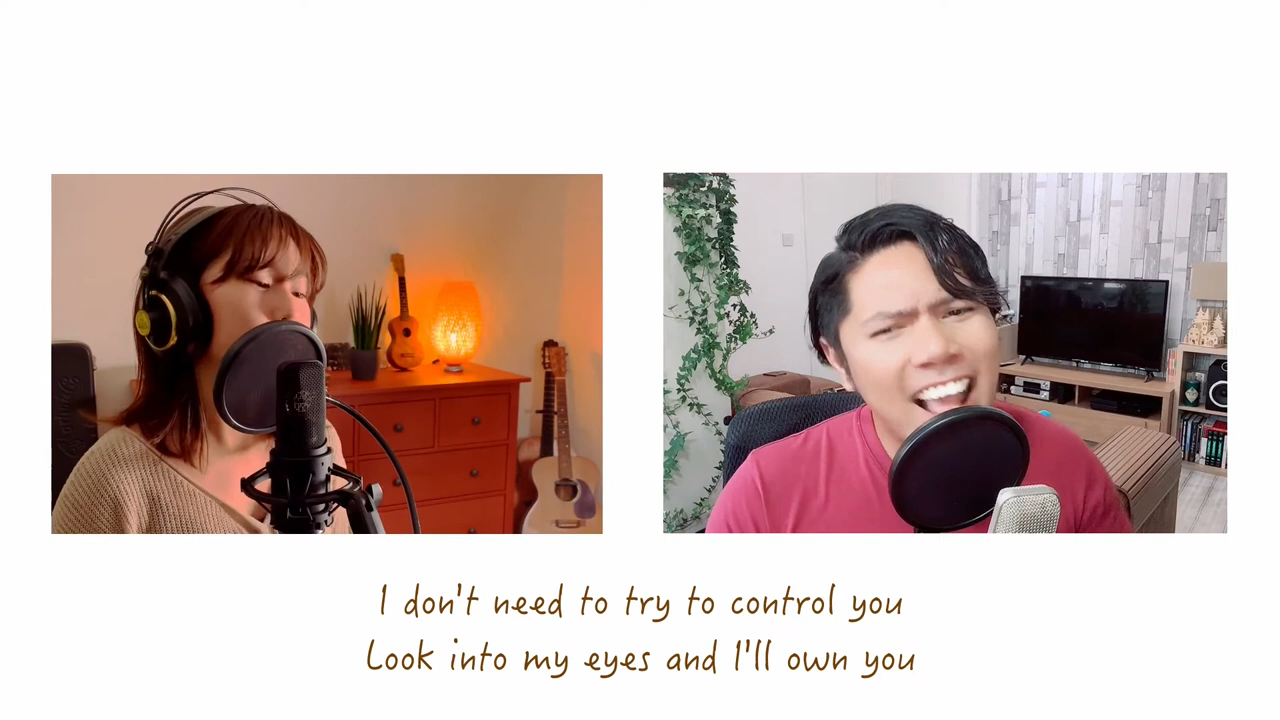 I don't need to try to control you
Look into my eyes and I'll own you